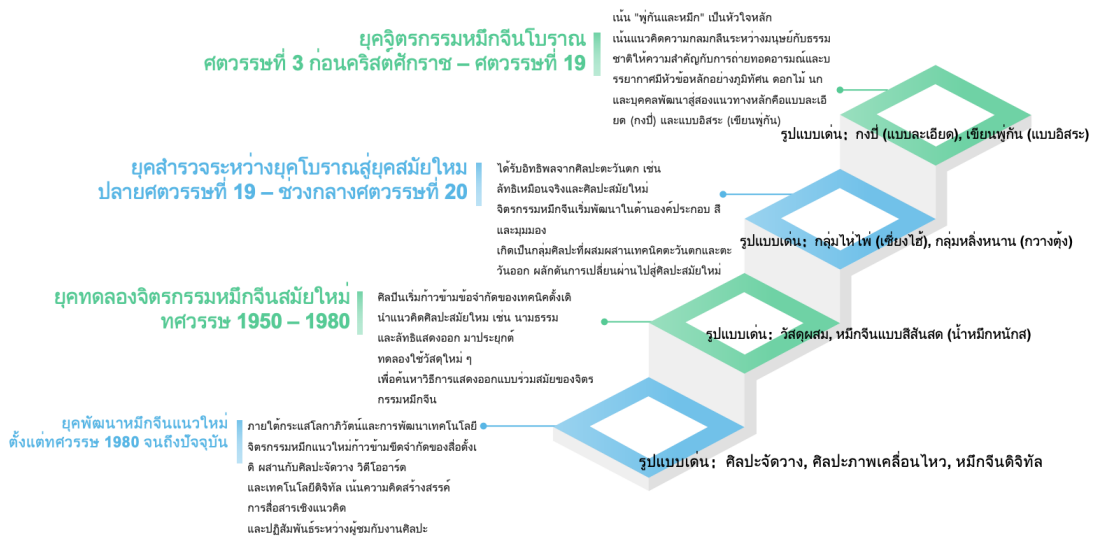 ยุคจิตรกรรมหมึกจีนโบราณ
ศตวรรษที่ 3 ก่อนคริสต์ศักราช – ศตวรรษที่ 19
เน้น "พู่กันและหมึก" เป็นหัวใจหลัก
เน้นแนวคิดความกลมกลืนระหว่างมนุษย์กับธรรม
ชาติให้ความสำคัญกับการถ่ายทอดอารมณ์และบ
รรยากาศมีหัวข้อหลักอย่างภูมิทัศน ดอกไม้ นก
และบุคคลพัฒนาสู่สองแนวทางหลักคือแบบละเอี
ยด (กงปี่) และแบบอิสระ (เขียนพู่กัน)
รูปแบบเด่น: กงปี่ (แบบละเอียด), เขียนพู่กัน (แบบอิสระ)
ยุคสำรวจระหว่างยุคโบราณสู่ยุคสมัยใหม
ปลายศตวรรษที่ 19 – ช่วงกลางศตวรรษที่ 20
ได้รับอิทธิพลจากศิลปะตะวันตก เช่น
ลัทธิเหมือนจริงและศิลปะสมัยใหม่
จิตรกรรมหมึกจีนเริ่มพัฒนาในด้านองค์ประกอบ สี
และมุมมอง
เกิดเป็นกลุ่มศิลปะที่ผสมผสานเทคนิคตะวันตกและตะ
วันออก ผลักดันการเปลี่ยนผ่านไปสู่ศิลปะสมัยใหม่
รูปแบบเด่น: กลุ่มไห่ไพ่ (เซี่ยงไฮ้), กลุ่มหลิ่งหนาน (กวางตุ้ง)
ยุคทดลองจิตรกรรมหมึกจีนสมัยใหม่
ทศวรรษ 1950 – 1980
ศิลปินเริ่มก้าวข้ามข้อจำกัดของเทคนิคดั้งเดิ
นำแนวคิดศิลปะสมัยใหม เช่น นามธรรม
และลัทธิแสดงออก มาประยุกต์
ทดลองใช้วัสดุใหม่ ๆ
เพื่อค้นหาวิธีการแสดงออกแบบร่วมสมัยของจิตร
กรรมหมึกจีน
รูปแบบเด่น: วัสดุผสม, หมึกจีนแบบสีสันสด (น้ำหมึกหนักส)
ยุคพัฒนาหมึกจีนแนวใหม่
ตั้งแต่ทศวรรษ 1980 จนถึงปัจจุบัน
ภายใต้กระแสโลกาภิวัตน์และการพัฒนาเทคโนโลยี
จิตรกรรมหมึกแนวใหม่ก้าวข้ามขีดจำกัดของสื่อดั้งเ
ดิ ผสานกับศิลปะจัดวาง วิดีโออาร์ต
และเทคโนโลยีดิจิทัล เน้นความคิดสร้างสรรค์
การสื่อสารเชิงแนวคิด
และปฏิสัมพันธ์ระหว่างผู้ชมกับงานศิลปะ
รูปแบบเด่น: ศิลปะจัดวาง, ศิลปะภาพเคลื่อนไหว, หมึกจีนดิจิทัล